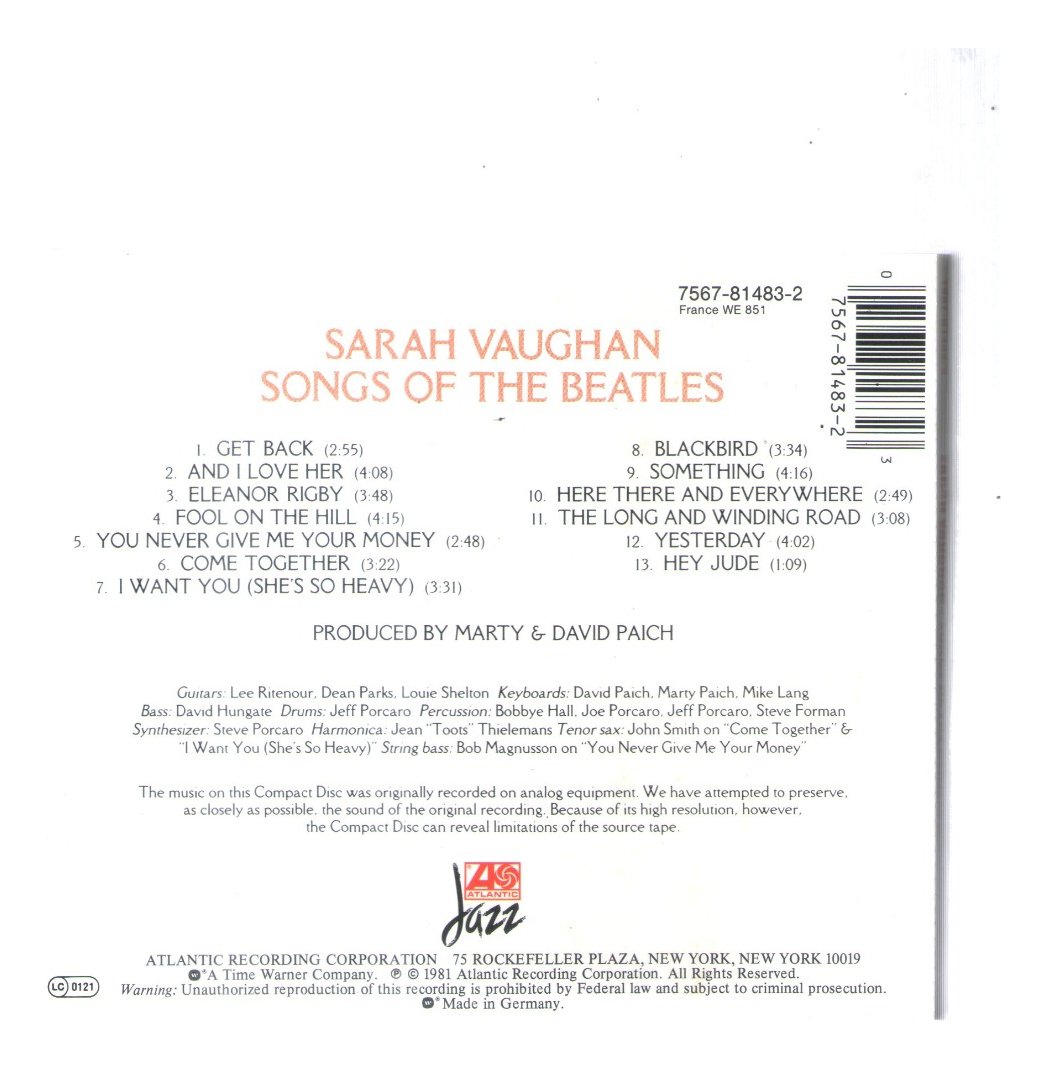 7567-81483-2
France WE 851
0
7567-81483-2
3
SARAH VAUGHAN
SONGS OF THE BEATLES
1. GET BACK (2:55)
2. AND I LOVE HER (4:08)
3. ELEANOR RIGBY (3:48)
4. FOOL ON THE HILL (4:15)
5. YOU NEVER GIVE ME YOUR MONEY (2:48)
6. COME TOGETHER (3:22)
7. I WANT YOU (SHE'S SO HEAVY) (3:31)
8. BLACKBIRD (3:34)
9. SOMETHING (4:16)
10. HERE THERE AND EVERYWHERE (2:49)
11. THE LONG AND WINDING ROAD (3:08)
12. YESTERDAY (4:02)
13. HEY JUDE (1:09)
PRODUCED BY MARTY & DAVID PAICH
Guitars: Lee Ritenour, Dean Parks, Louie Shelton Keyboards: David Paich, Marty Paich, Mike Lang
Bass: David Hungate Drums: Jeff Porcaro Percussion: Bobbye Hall, Joe Porcaro, Jeff Porcaro, Steve Forman
Synthesizer: Steve Porcaro Harmonica: Jean "Toots" Thielemans Tenor sax: John Smith on "Come Together" &
"I Want You (She's So Heavy)" String bass: Bob Magnusson on "You Never Give Me Your Money"
The music on this Compact Disc was originally recorded on analog equipment. We have attempted to preserve,
as closely as possible, the sound of the original recording. Because of its high resolution, however,
the Compact Disc can reveal limitations of the source tape.
ATLANTIC
Jazz
ATLANTIC RECORDING CORPORATION 75 ROCKEFELLER PLAZA, NEW YORK, NEW YORK 10019
A Time Warner Company. ℗ © 1981 Atlantic Recording Corporation. All Rights Reserved.
LC 0121
Warning: Unauthorized reproduction of this recording is prohibited by Federal law and subject to criminal prosecution.
Made in Germany.